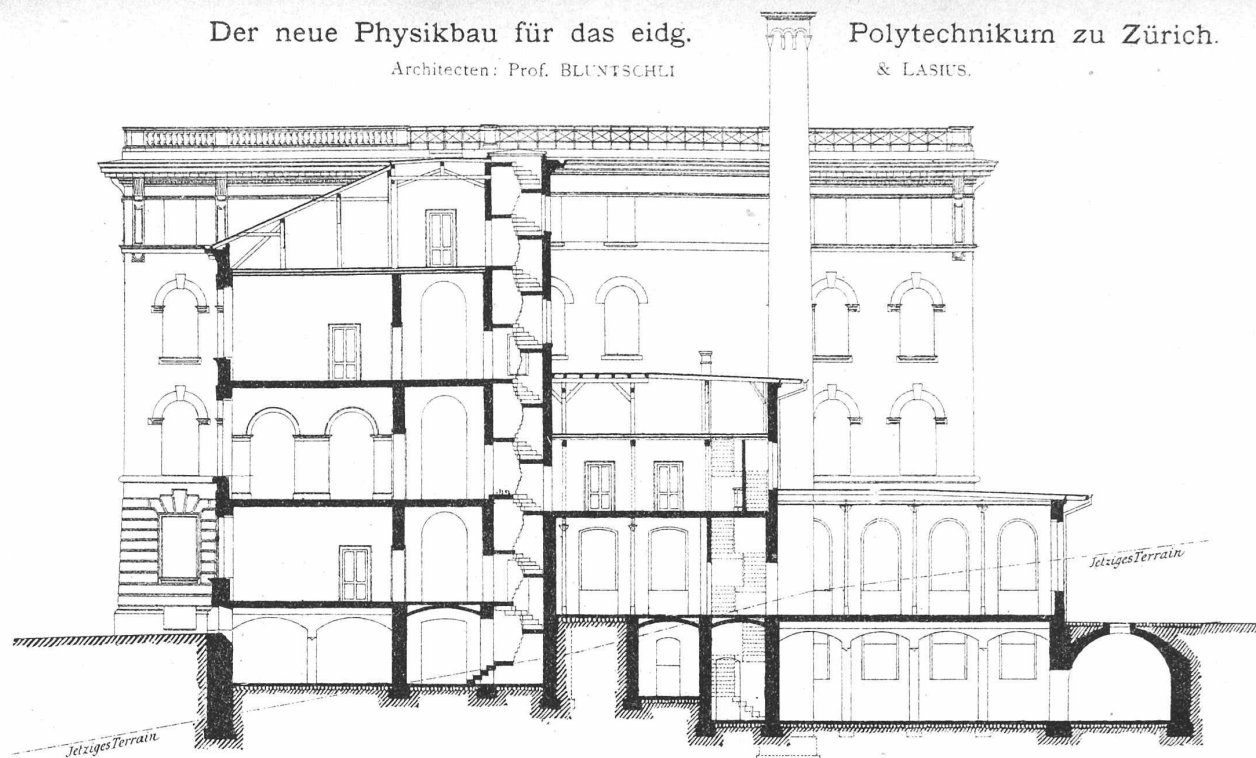 Der neue Physikbau für das eidg. Polytechnikum zu Zürich.
Architecten: Prof. BLUNTSCHLI & LASIUS.
Jetziges Terrain
Jetziges Terrain